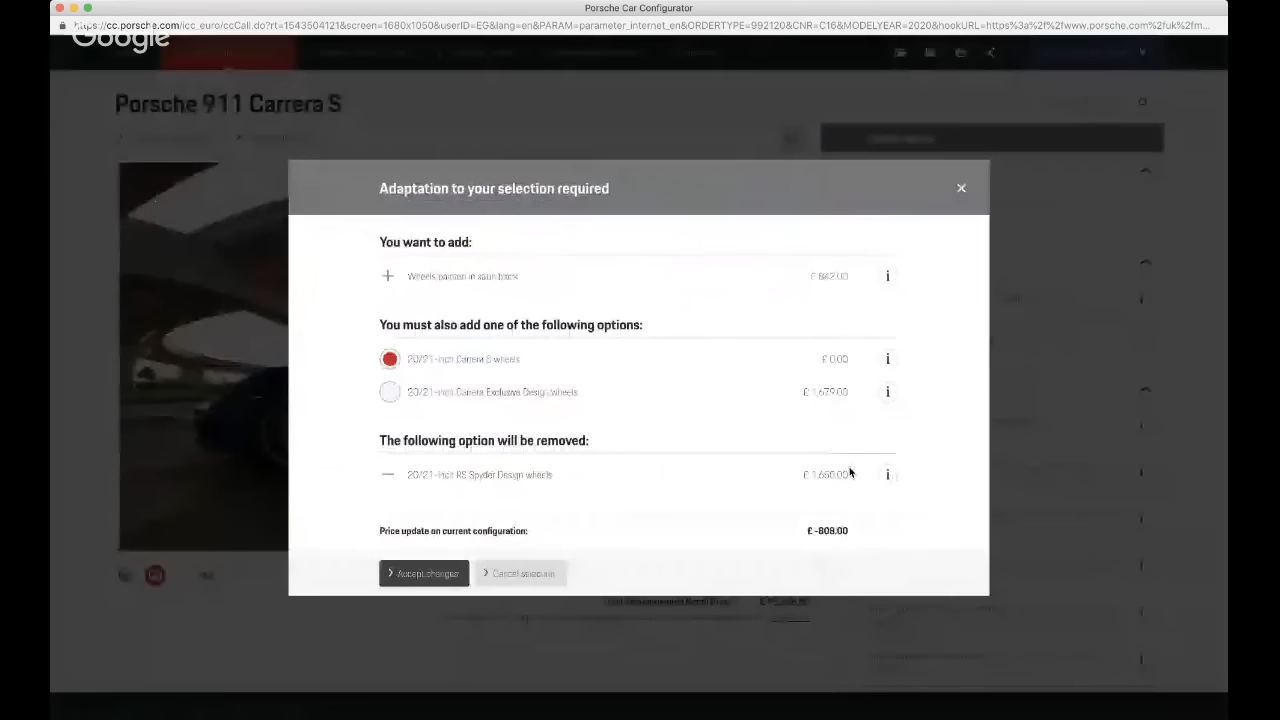 Porsche Car Configurator
https://cc.porsche.com/icc_euro/ccCall.do?rt=1543504121&screen=1680x1050&userID=EG&lang=en&PARAM=parameter_internet_en&ORDERTYPE=992120&CNR=C16&MODELYEAR=2020&hookURL=https%3a%2f%2fwww.porsche.com%2fuk%2fm...
Google
Porsche 911 Carrera S
Adaptation to your selection required
You want to add:
Wheels painted in satin black £ 842.00 i
You must also add one of the following options:
20/21-inch Carrera S wheels £ 0.00 i
20/21-inch Carrera Exclusive Design wheels £ 1,679.00 i
The following option will be removed:
20/21-inch RS Spyder Design wheels £ 1,650.00 i
Price update on current configuration: £ -808.00
Accept changes Cancel selection